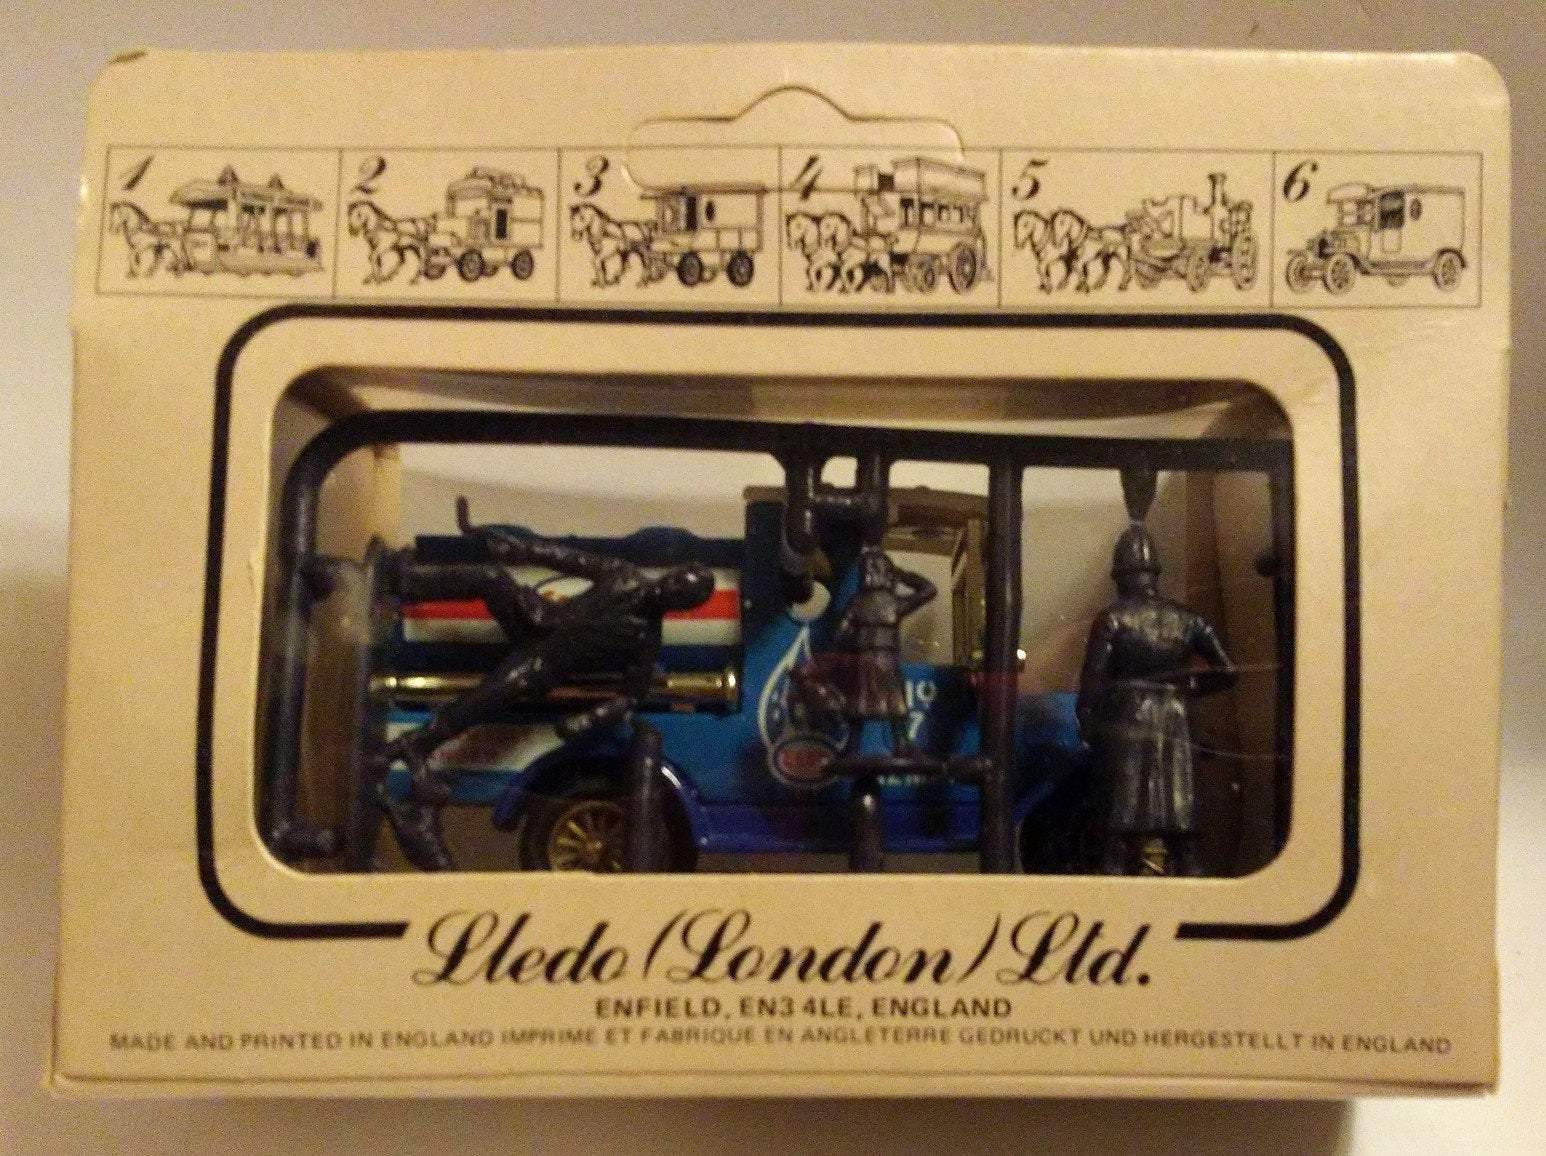 1 2 3 4 5 6
Lledo (London) Ltd.
ENFIELD, EN3 4LE, ENGLAND
MADE AND PRINTED IN ENGLAND IMPRIME ET FABRIQUE EN ANGLETERRE GEDRUCKT UND HERGESTELLT IN ENGLAND